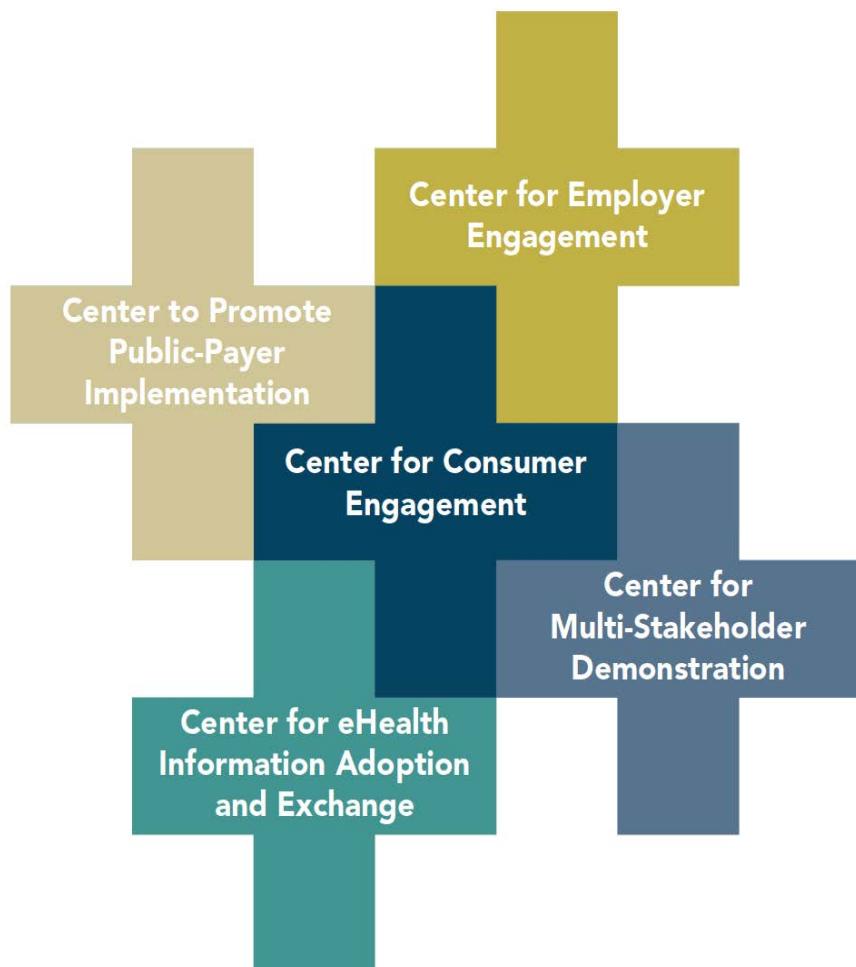 Center for Employer
Engagement
Center to Promote
Public-Payer
Implementation
Center for Consumer
Engagement
Center for
Multi-Stakeholder
Demonstration
Center for eHealth
Information Adoption
and Exchange